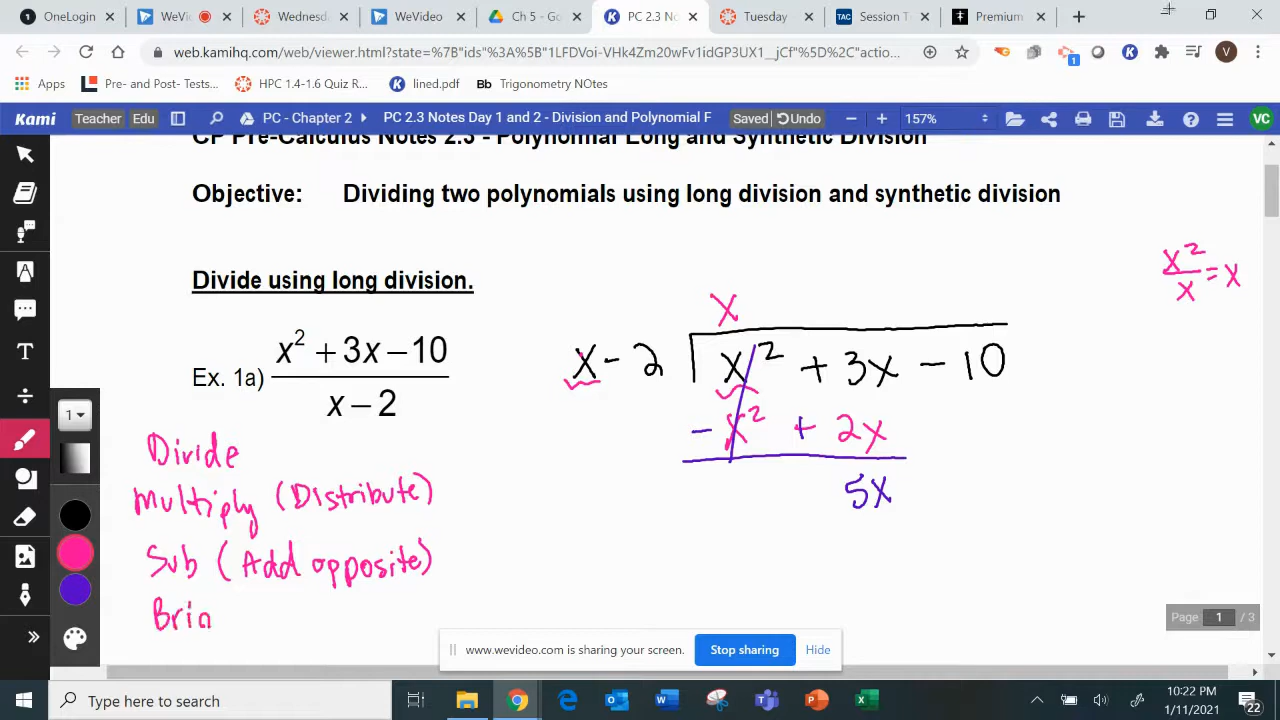 OneLogin
WeVi
Wednesda
WeVideo
Ch-5 - Go
PC 2.3 No
Tuesday
TAC Session T
Premium
web.kamihq.com/web/viewer.html?state=%7B"ids"%3A%5B"1LFDVoi-VHk4Zm20wFv1idGP3UX1__jCf"%5D%2C"actio...
1
V
Apps
Pre- and Post- Tests...
HPC 1.4-1.6 Quiz R...
lined.pdf
Bb Trigonometry NOtes
Kami Teacher Edu PC - Chapter 2 PC 2.3 Notes Day 1 and 2 - Division and Polynomial F Saved Undo 157% VC
CP Pre-Calculus Notes 2.3 - Polynomial Long and Synthetic Division
Objective: Dividing two polynomials using long division and synthetic division
x²/x = x
Divide using long division.
x
Ex. 1a) (x² + 3x − 10)/(x − 2)
x - 2 x² + 3x - 10
- x² + 2x
5x
1
Divide
Multiply (Distribute)
Sub (Add opposite)
Brin
Page 1 / 3
www.wevideo.com is sharing your screen. Stop sharing Hide
Type here to search
10:22 PM
1/11/2021
22